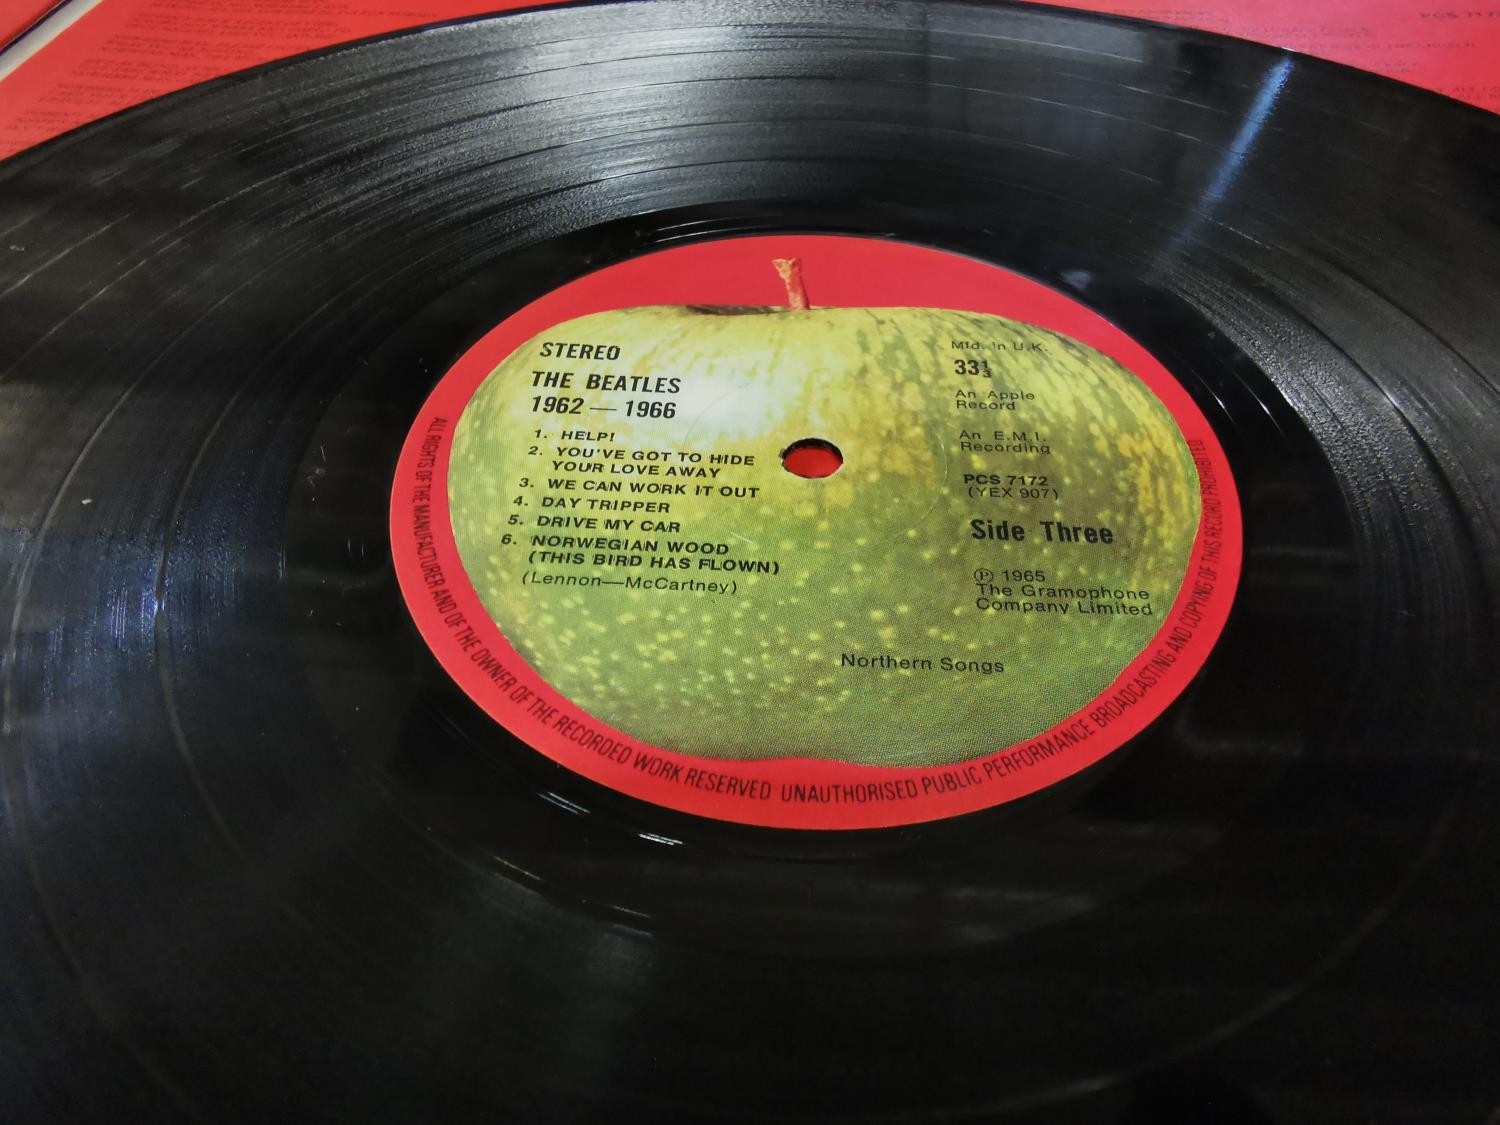 STEREO
THE BEATLES
1962 — 1966
1. HELP!
2. YOU'VE GOT TO HIDE
YOUR LOVE AWAY
3. WE CAN WORK IT OUT
4. DAY TRIPPER
5. DRIVE MY CAR
6. NORWEGIAN WOOD
(THIS BIRD HAS FLOWN)
(Lennon—McCartney)
Mfd. in U.K.
33⅓
An Apple
Record
An E.M.I.
Recording
PCS 7172
(YEX 907)
Side Three
℗ 1965
The Gramophone
Company Limited
Northern Songs
ALL RIGHTS OF THE MANUFACTURER AND OF THE OWNER OF THE RECORDED WORK RESERVED UNAUTHORISED PUBLIC PERFORMANCE BROADCASTING AND COPYING OF THIS RECORD PROHIBITED